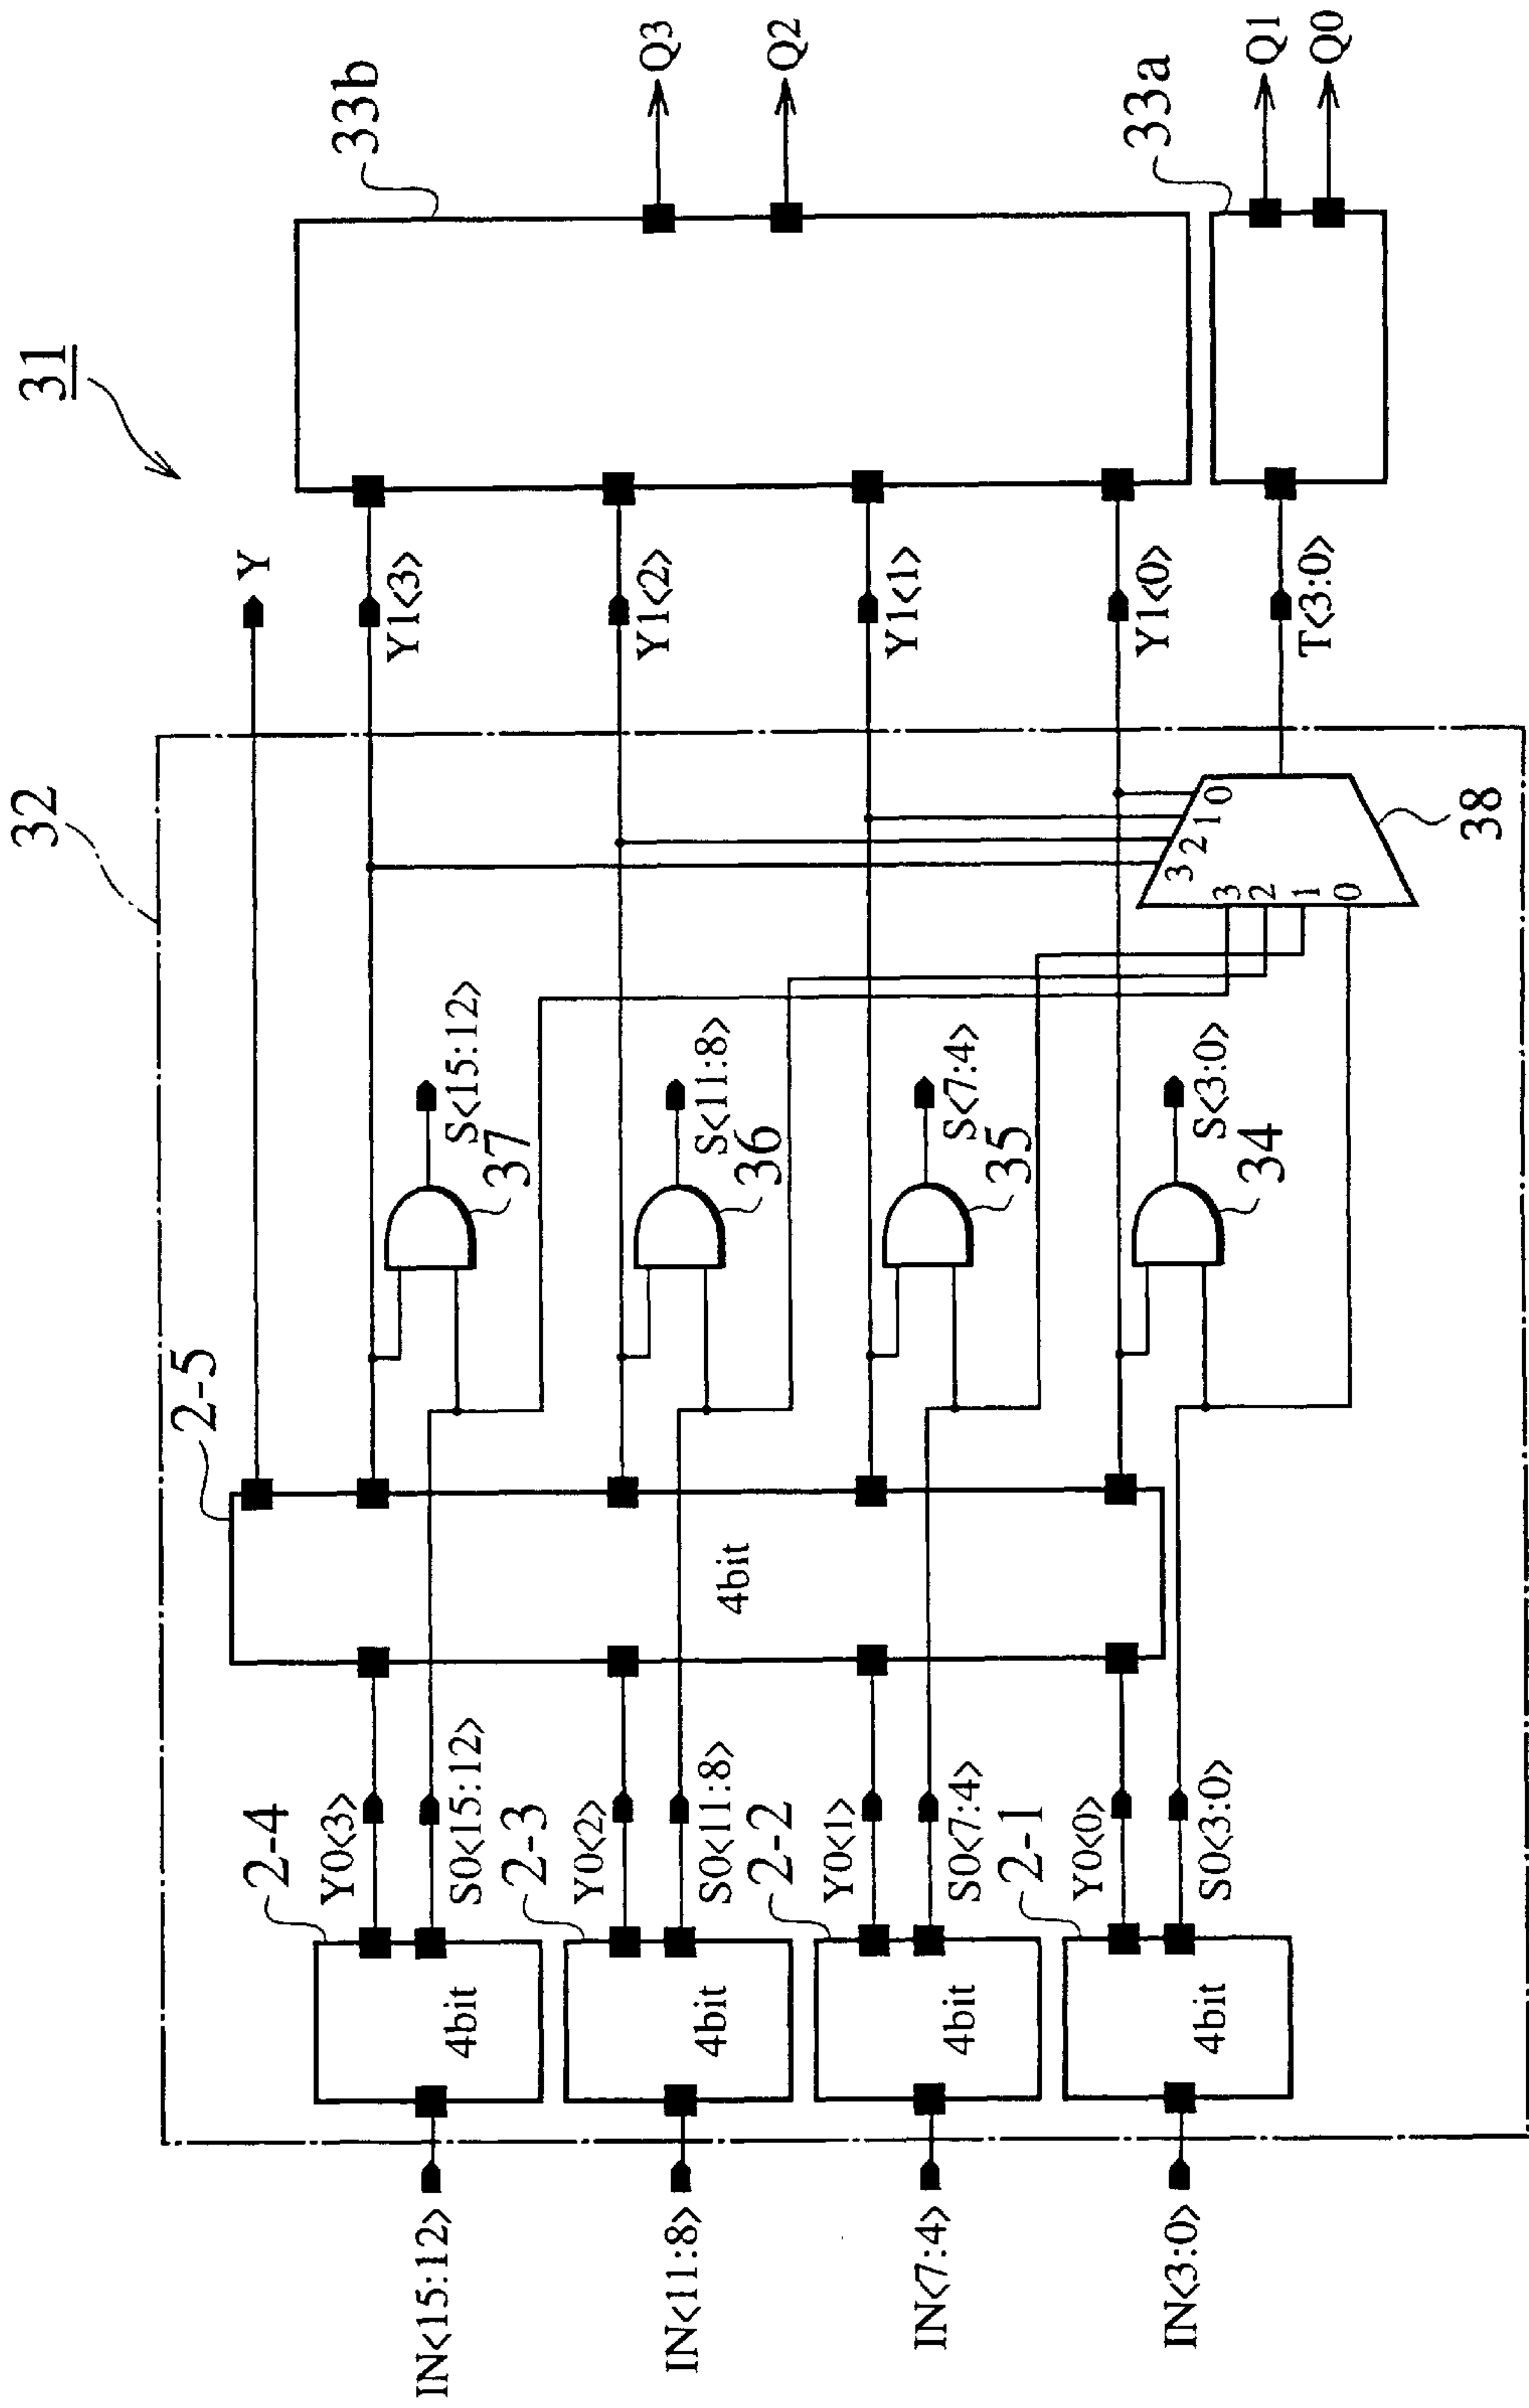 31
32
Y
2-5
33b
Q3
Q2
33a
Q1
Q0
2-4
Y0<3>
S0<15:12>
4bit
IN<15:12>
S<15:12>
37
Y1<3>
2-3
Y0<2>
S0<11:8>
4bit
IN<11:8>
4bit
S<11:8>
36
Y1<2>
2-2
Y0<1>
S0<7:4>
4bit
IN<7:4>
S<7:4>
35
Y1<1>
2-1
Y0<0>
S0<3:0>
4bit
IN<3:0>
S<3:0>
34
Y1<0>
3 2 1 0
3
2
1
0
T<3:0>
38